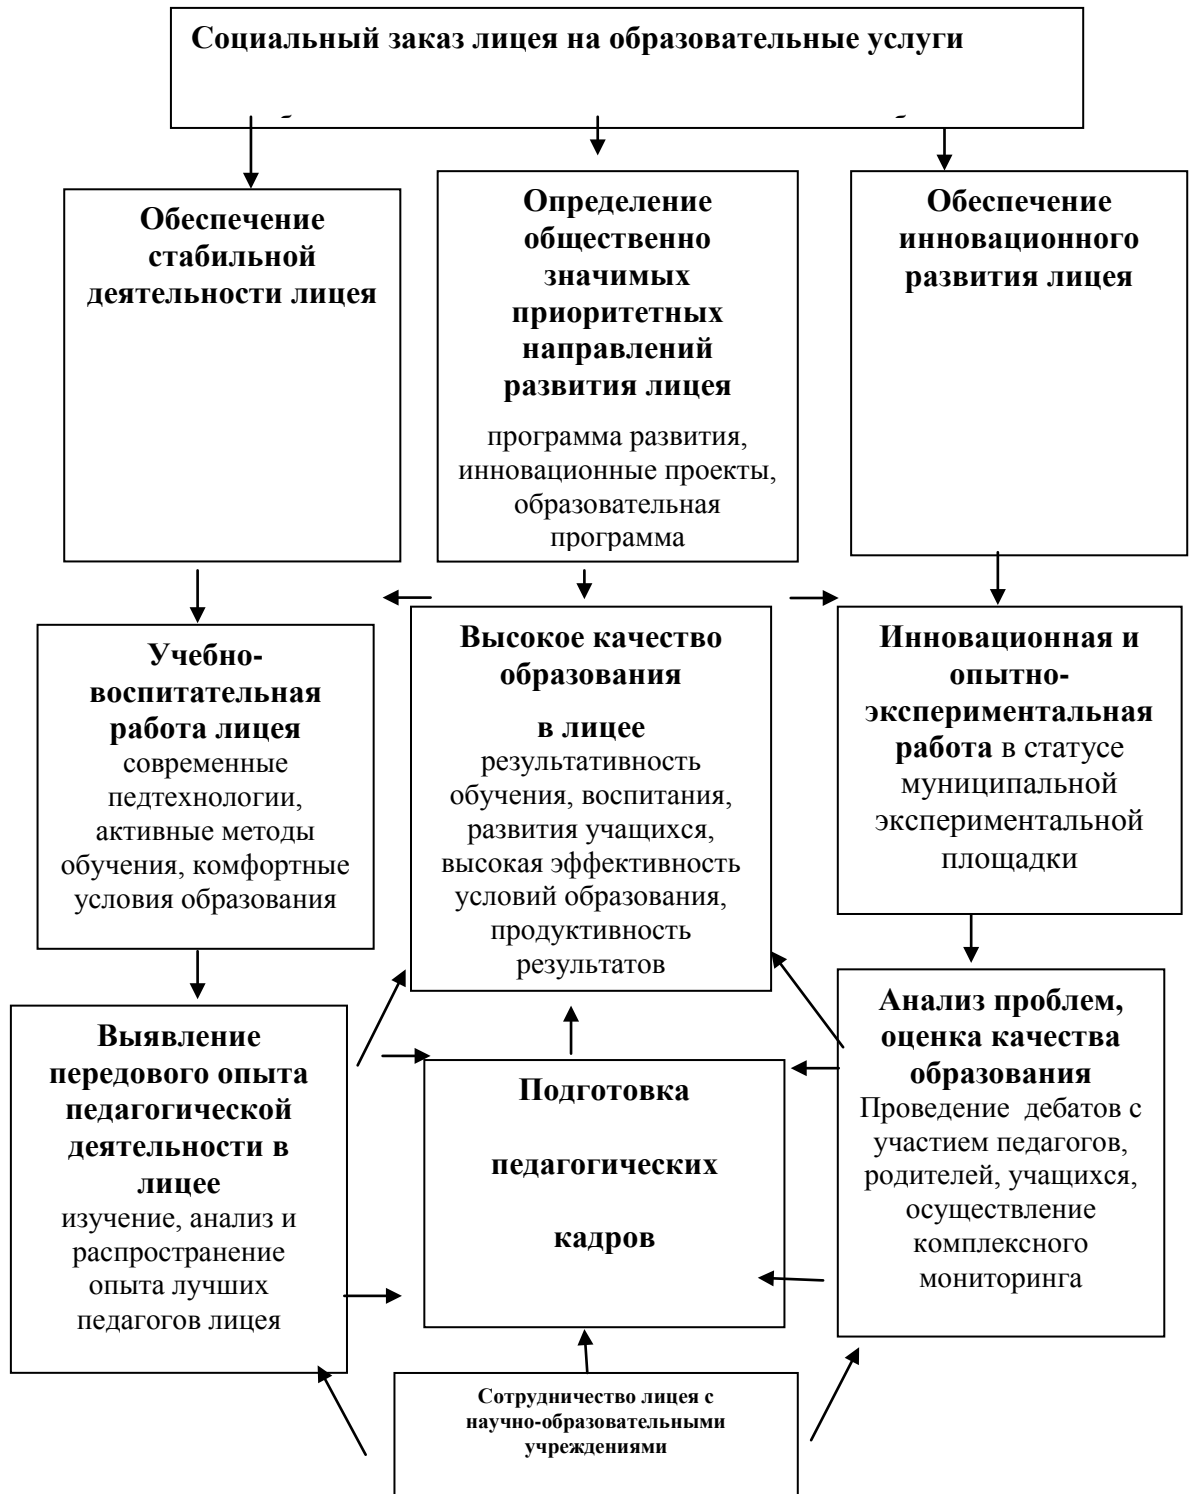 Социальный заказ лицея на образовательные услуги
Обеспечение
стабильной
деятельности лицея
Определение
общественно
значимых
приоритетных
направлений
развития лицея
программа развития,
инновационные проекты,
образовательная
программа
Обеспечение
инновационного
развития лицея
Учебно-
воспитательная
работа лицея
современные
педтехнологии,
активные методы
обучения, комфортные
условия образования
Высокое качество
образования
в лицее
результативность
обучения, воспитания,
развития учащихся,
высокая эффективность
условий образования,
продуктивность
результатов
Инновационная и
опытно-
экспериментальная
работа в статусе
муниципальной
экспериментальной
площадки
Выявление
передового опыта
педагогической
деятельности в
лицее
изучение, анализ и
распространение
опыта лучших
педагогов лицея
Подготовка
педагогических
кадров
Анализ проблем,
оценка качества
образования
Проведение  дебатов с
участием педагогов,
родителей, учащихся,
осуществление
комплексного
мониторинга
Сотрудничество лицея с
научно-образовательными
учреждениями